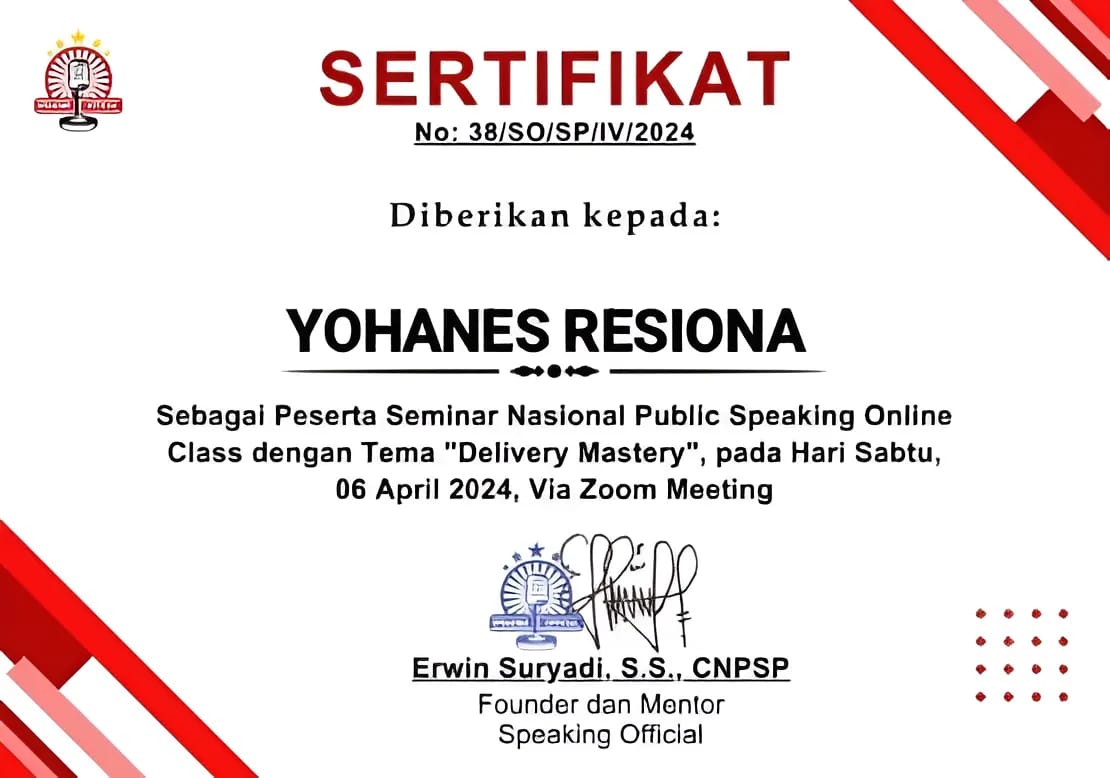 SERTIFIKAT
No: 38/SO/SP/IV/2024
Diberikan kepada:
YOHANES RESIONA
Sebagai Peserta Seminar Nasional Public Speaking Online
Class dengan Tema "Delivery Mastery", pada Hari Sabtu,
06 April 2024, Via Zoom Meeting
Erwin Suryadi, S.S., CNPSP
Founder dan Mentor
Speaking Official